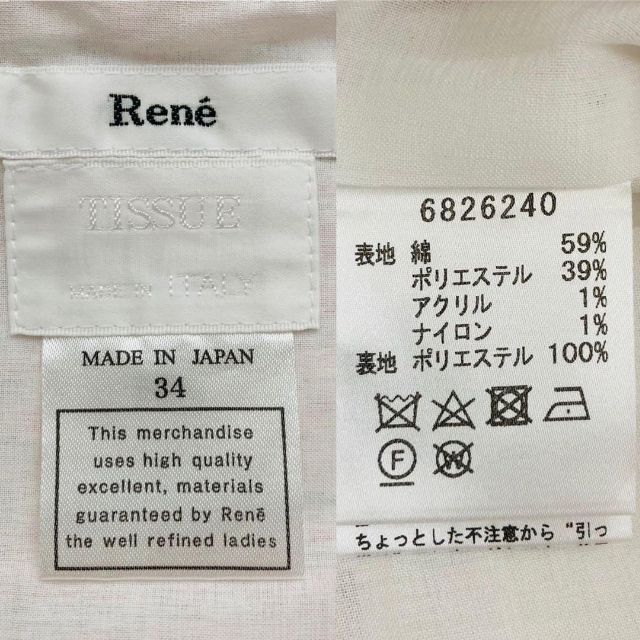 René
TISSUE
MADE IN ITALY
MADE IN JAPAN
34
This merchandise
uses high quality
excellent, materials
guaranteed by René
the well refined ladies
6826240
表地 綿 59%
ポリエステル 39%
アクリル 1%
ナイロン 1%
裏地 ポリエステル 100%
F
W
ちょっとした不注意から“引っ